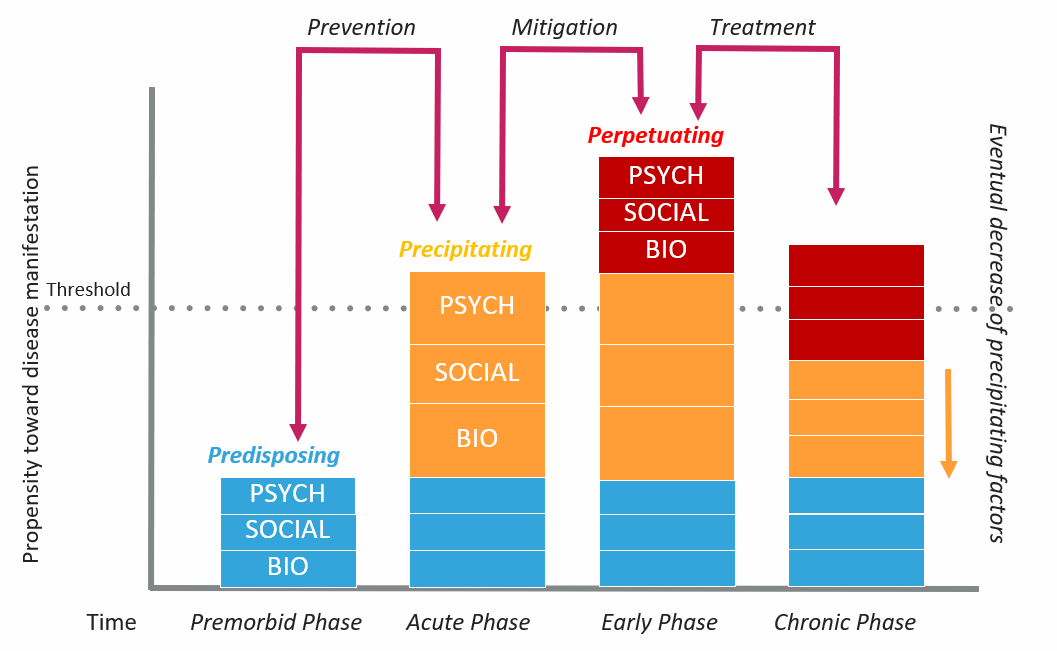 Prevention
Mitigation
Treatment
Propensity toward disease manifestation
Threshold
Predisposing
PSYCH
SOCIAL
BIO
Precipitating
PSYCH
SOCIAL
BIO
Perpetuating
PSYCH
SOCIAL
BIO
Eventual decrease of precipitating factors
Time
Premorbid Phase
Acute Phase
Early Phase
Chronic Phase